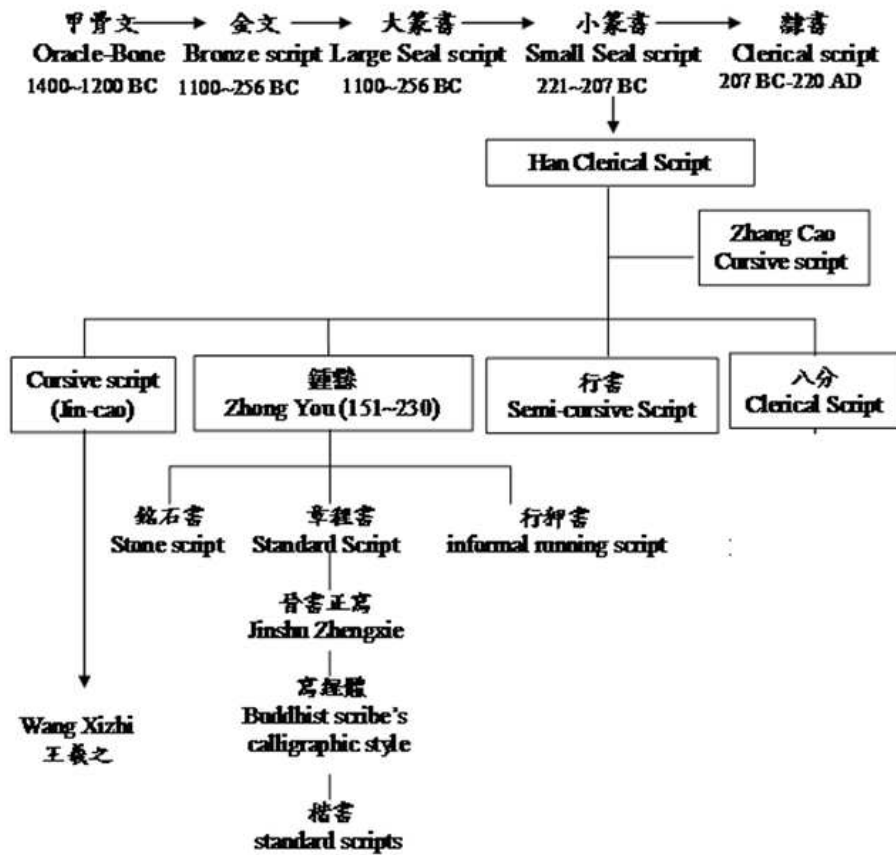 甲骨文 金文 大篆書 小篆書 隸書
Oracle-Bone Bronze script Large Seal script Small Seal script Clerical script
1400~1200 BC 1100~256 BC 1100~256 BC 221~207 BC 207 BC-220 AD
Han Clerical Script
Zhang Cao
Cursive script
Cursive script
(Jin-cao)
鍾繇
Zhong You (151~230)
行書
Semi-cursive Script
八分
Clerical Script
銘石書
Stone script
章程書
Standard Script
行狎書
informal running script
晉書正寫
Jinshu Zhengxie
寫經體
Buddhist scribe's
calligraphic style
Wang Xizhi
王羲之
楷書
standard scripts